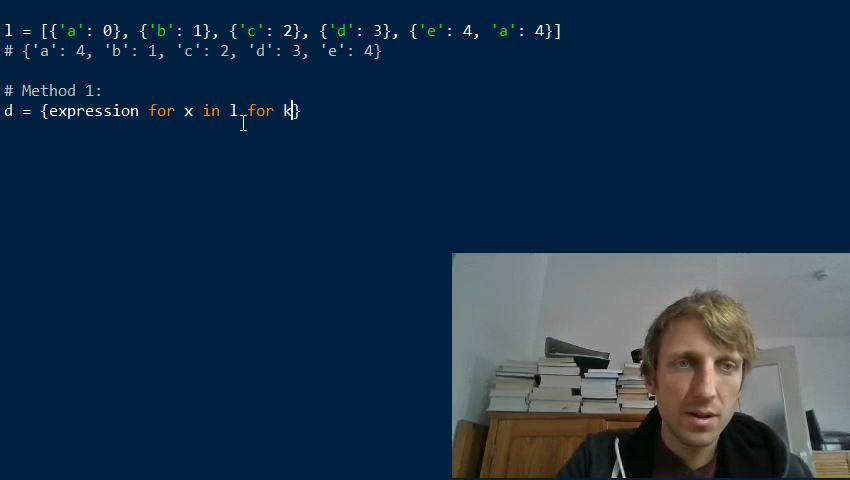 l = [{'a': 0}, {'b': 1}, {'c': 2}, {'d': 3}, {'e': 4, 'a': 4}]
# {'a': 4, 'b': 1, 'c': 2, 'd': 3, 'e': 4}
# Method 1:
d = {expression for x in l for k}